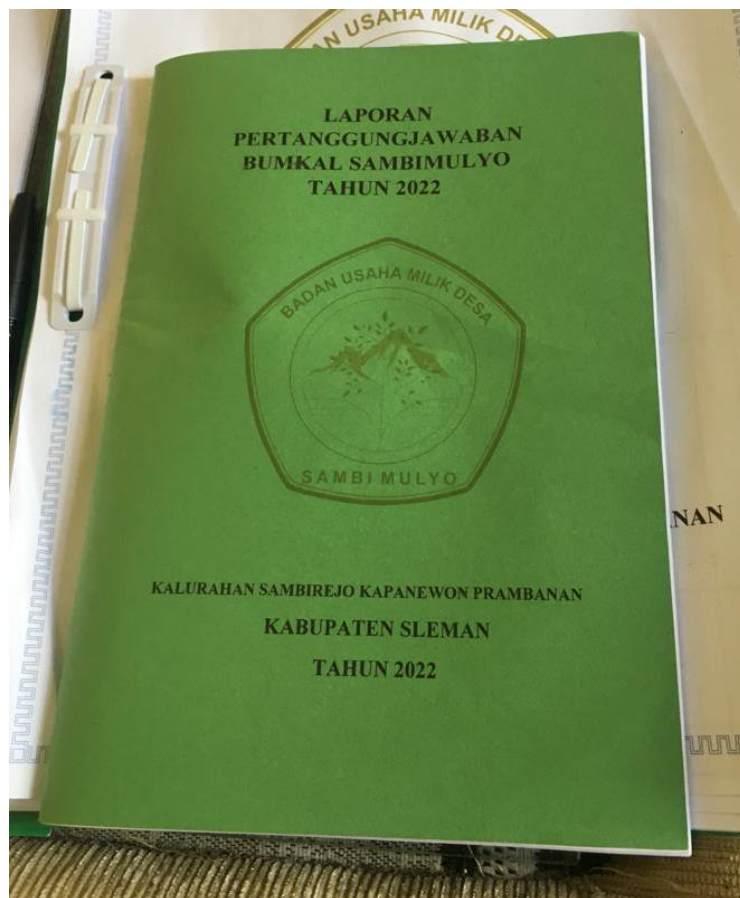 AN USAHA MILIK DE
LAPORAN
PERTANGGUNGJAWABAN
BUMKAL SAMBIMULYO
TAHUN 2022
BADAN USAHA MILIK DESA
SAMBI MULYO
NAN
KALURAHAN SAMBIREJO KAPANEWON PRAMBANAN
KABUPATEN SLEMAN
TAHUN 2022